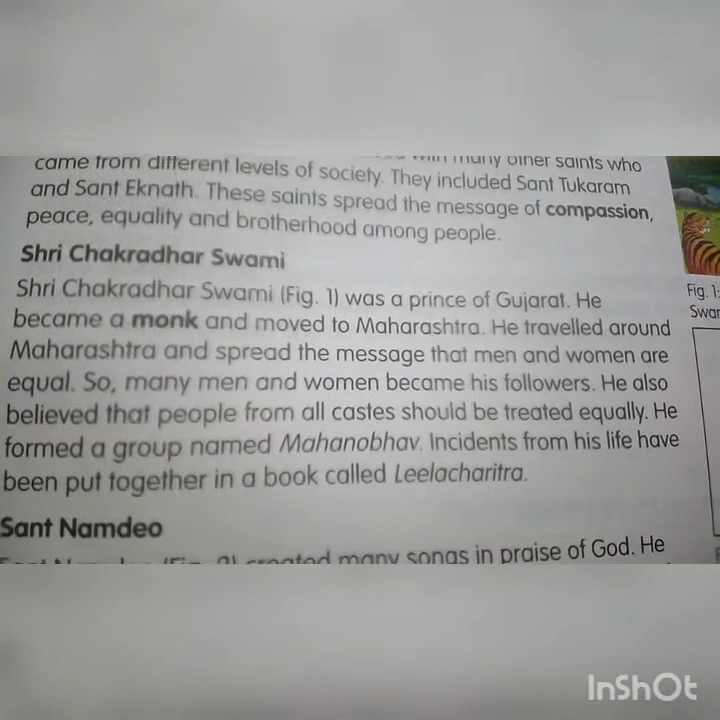 many other saints who
came from different levels of society. They included Sant Tukaram
and Sant Eknath. These saints spread the message of compassion,
peace, equality and brotherhood among people.
Shri Chakradhar Swami
Shri Chakradhar Swami (Fig. 1) was a prince of Gujarat. He
became a monk and moved to Maharashtra. He travelled around
Maharashtra and spread the message that men and women are
equal. So, many men and women became his followers. He also
believed that people from all castes should be treated equally. He
formed a group named Mahanobhav. Incidents from his life have
been put together in a book called Leelacharitra.
Sant Namdeo
created many songs in praise of God. He
Fig. 1:
Swa
InShOt